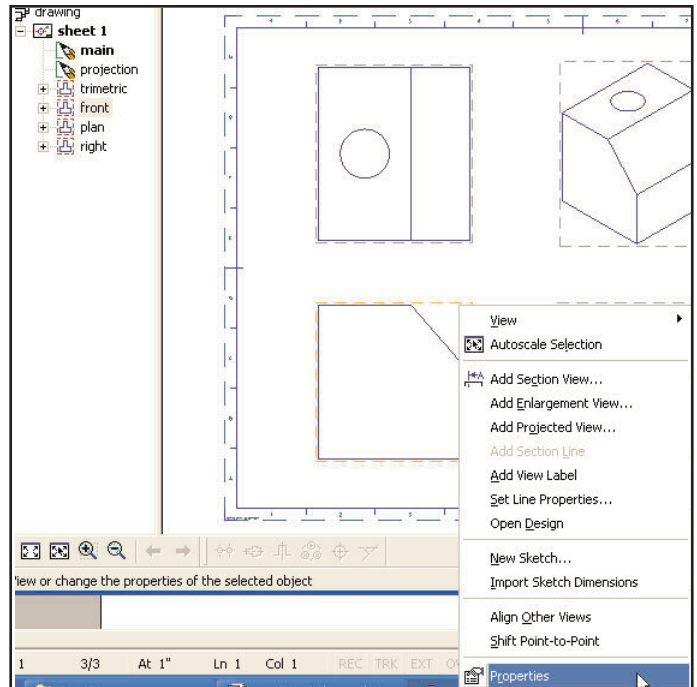 drawing
sheet 1
main
projection
trimetric
front
plan
right
View
Autoscale Selection
Add Section View...
Add Enlargement View...
Add Projected View...
Add Section Line
Add View Label
Set Line Properties...
Open Design
New Sketch...
Import Sketch Dimensions
Align Other Views
Shift Point-to-Point
Properties
iew or change the properties of the selected object
1 3/3 At 1" Ln 1 Col 1 REC TRK EXT